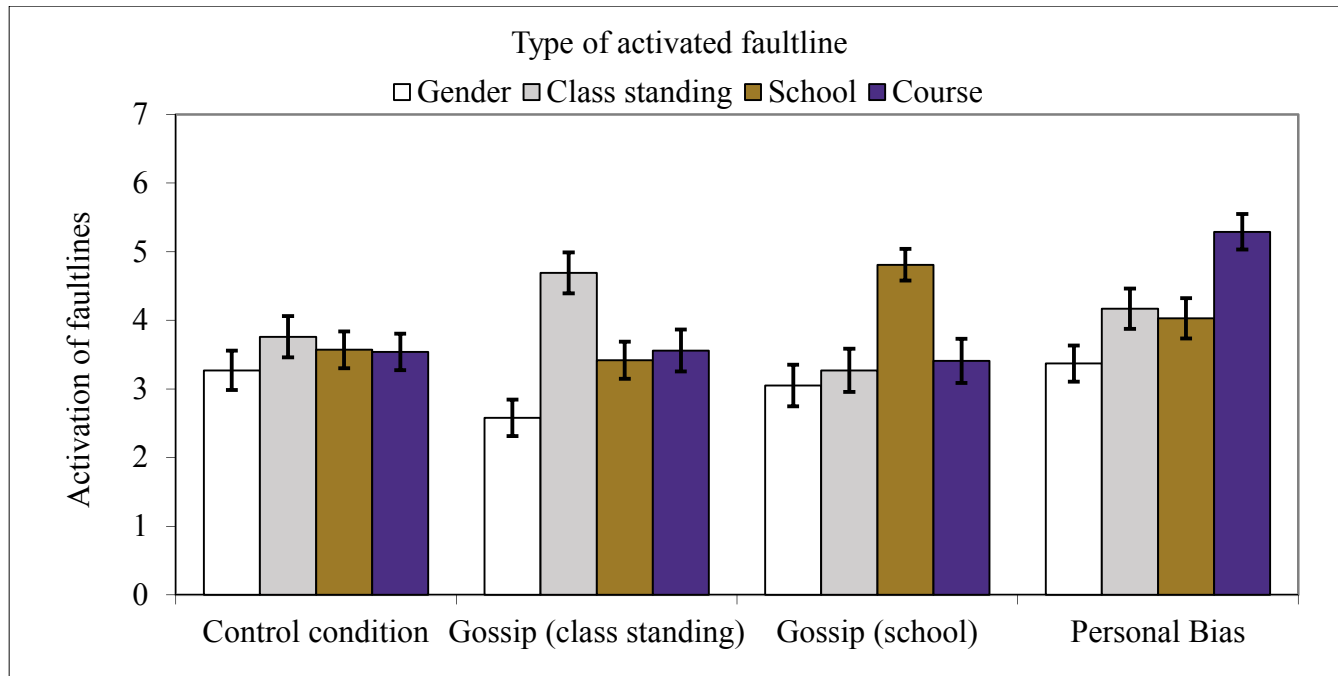 Type of activated faultline
Gender Class standing School Course
7
6
5
4
3
2
1
0
Activation of faultlines
Control condition Gossip (class standing) Gossip (school) Personal Bias